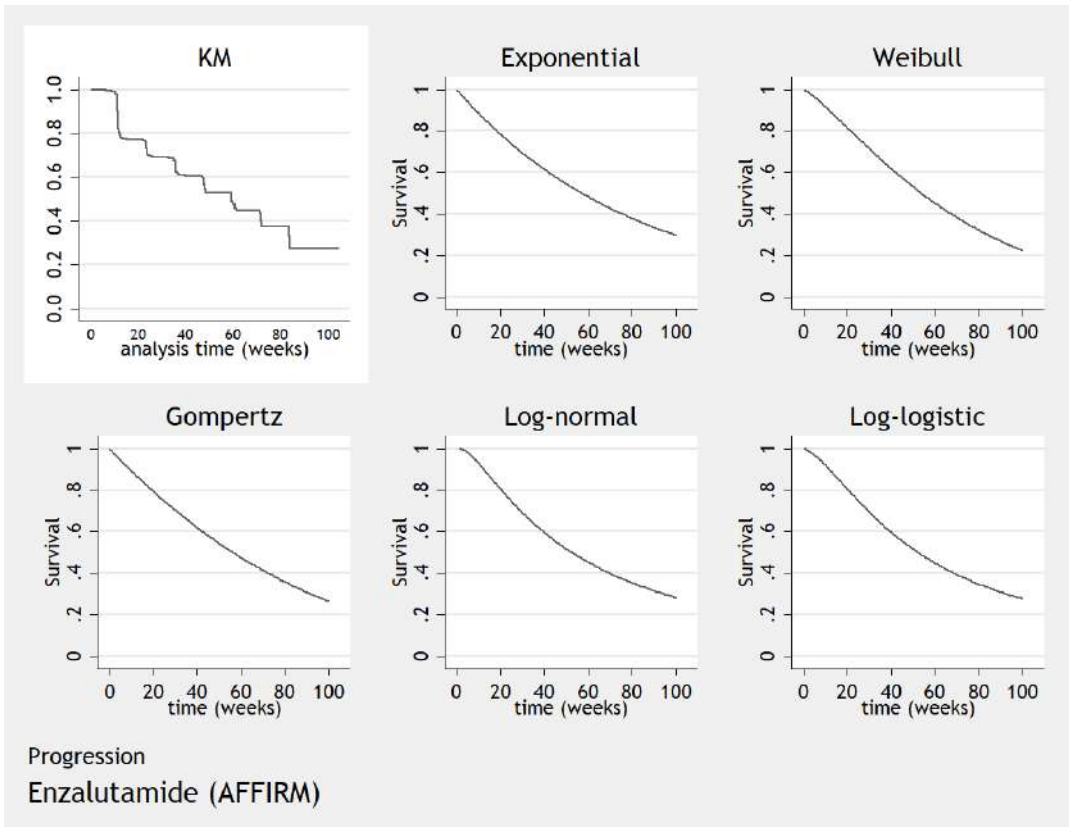 KM
0.0 0.2 0.4 0.6 0.8 1.0
0 20 40 60 80 100
analysis time (weeks)
Exponential
Survival
0 .2 .4 .6 .8 1
0 20 40 60 80 100
time (weeks)
Weibull
Survival
0 .2 .4 .6 .8 1
0 20 40 60 80 100
time (weeks)
Gompertz
Survival
0 .2 .4 .6 .8 1
0 20 40 60 80 100
time (weeks)
Log-normal
Survival
0 .2 .4 .6 .8 1
0 20 40 60 80 100
time (weeks)
Log-logistic
Survival
0 .2 .4 .6 .8 1
0 20 40 60 80 100
time (weeks)
Progression
Enzalutamide (AFFIRM)